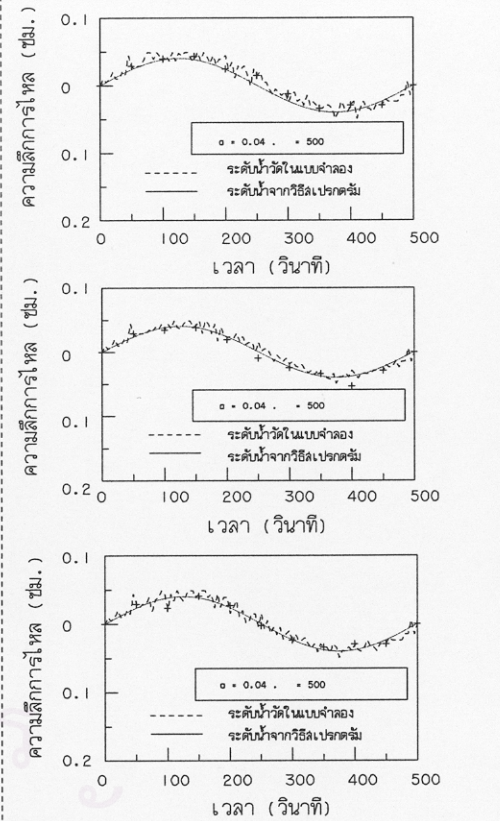 ความลึกการไหล (ซม.)
0.1
0
0.1
0.2
a = 0.04 . = 500
ระดับน้ำวัดในแบบจำลอง
ระดับน้ำจากวิธีสเปรกตรัม
0 100 200 300 400 500
เวลา (วินาที)
ความลึกการไหล (ซม.)
0.1
0
0.1
0.2
a = 0.04 . = 500
ระดับน้ำวัดในแบบจำลอง
ระดับน้ำจากวิธีสเปรกตรัม
0 100 200 300 400 500
เวลา (วินาที)
ความลึกการไหล (ซม.)
0.1
0
0.1
0.2
a = 0.04 . = 500
ระดับน้ำวัดในแบบจำลอง
ระดับน้ำจากวิธีสเปรกตรัม
0 100 200 300 400 500
เวลา (วินาที)